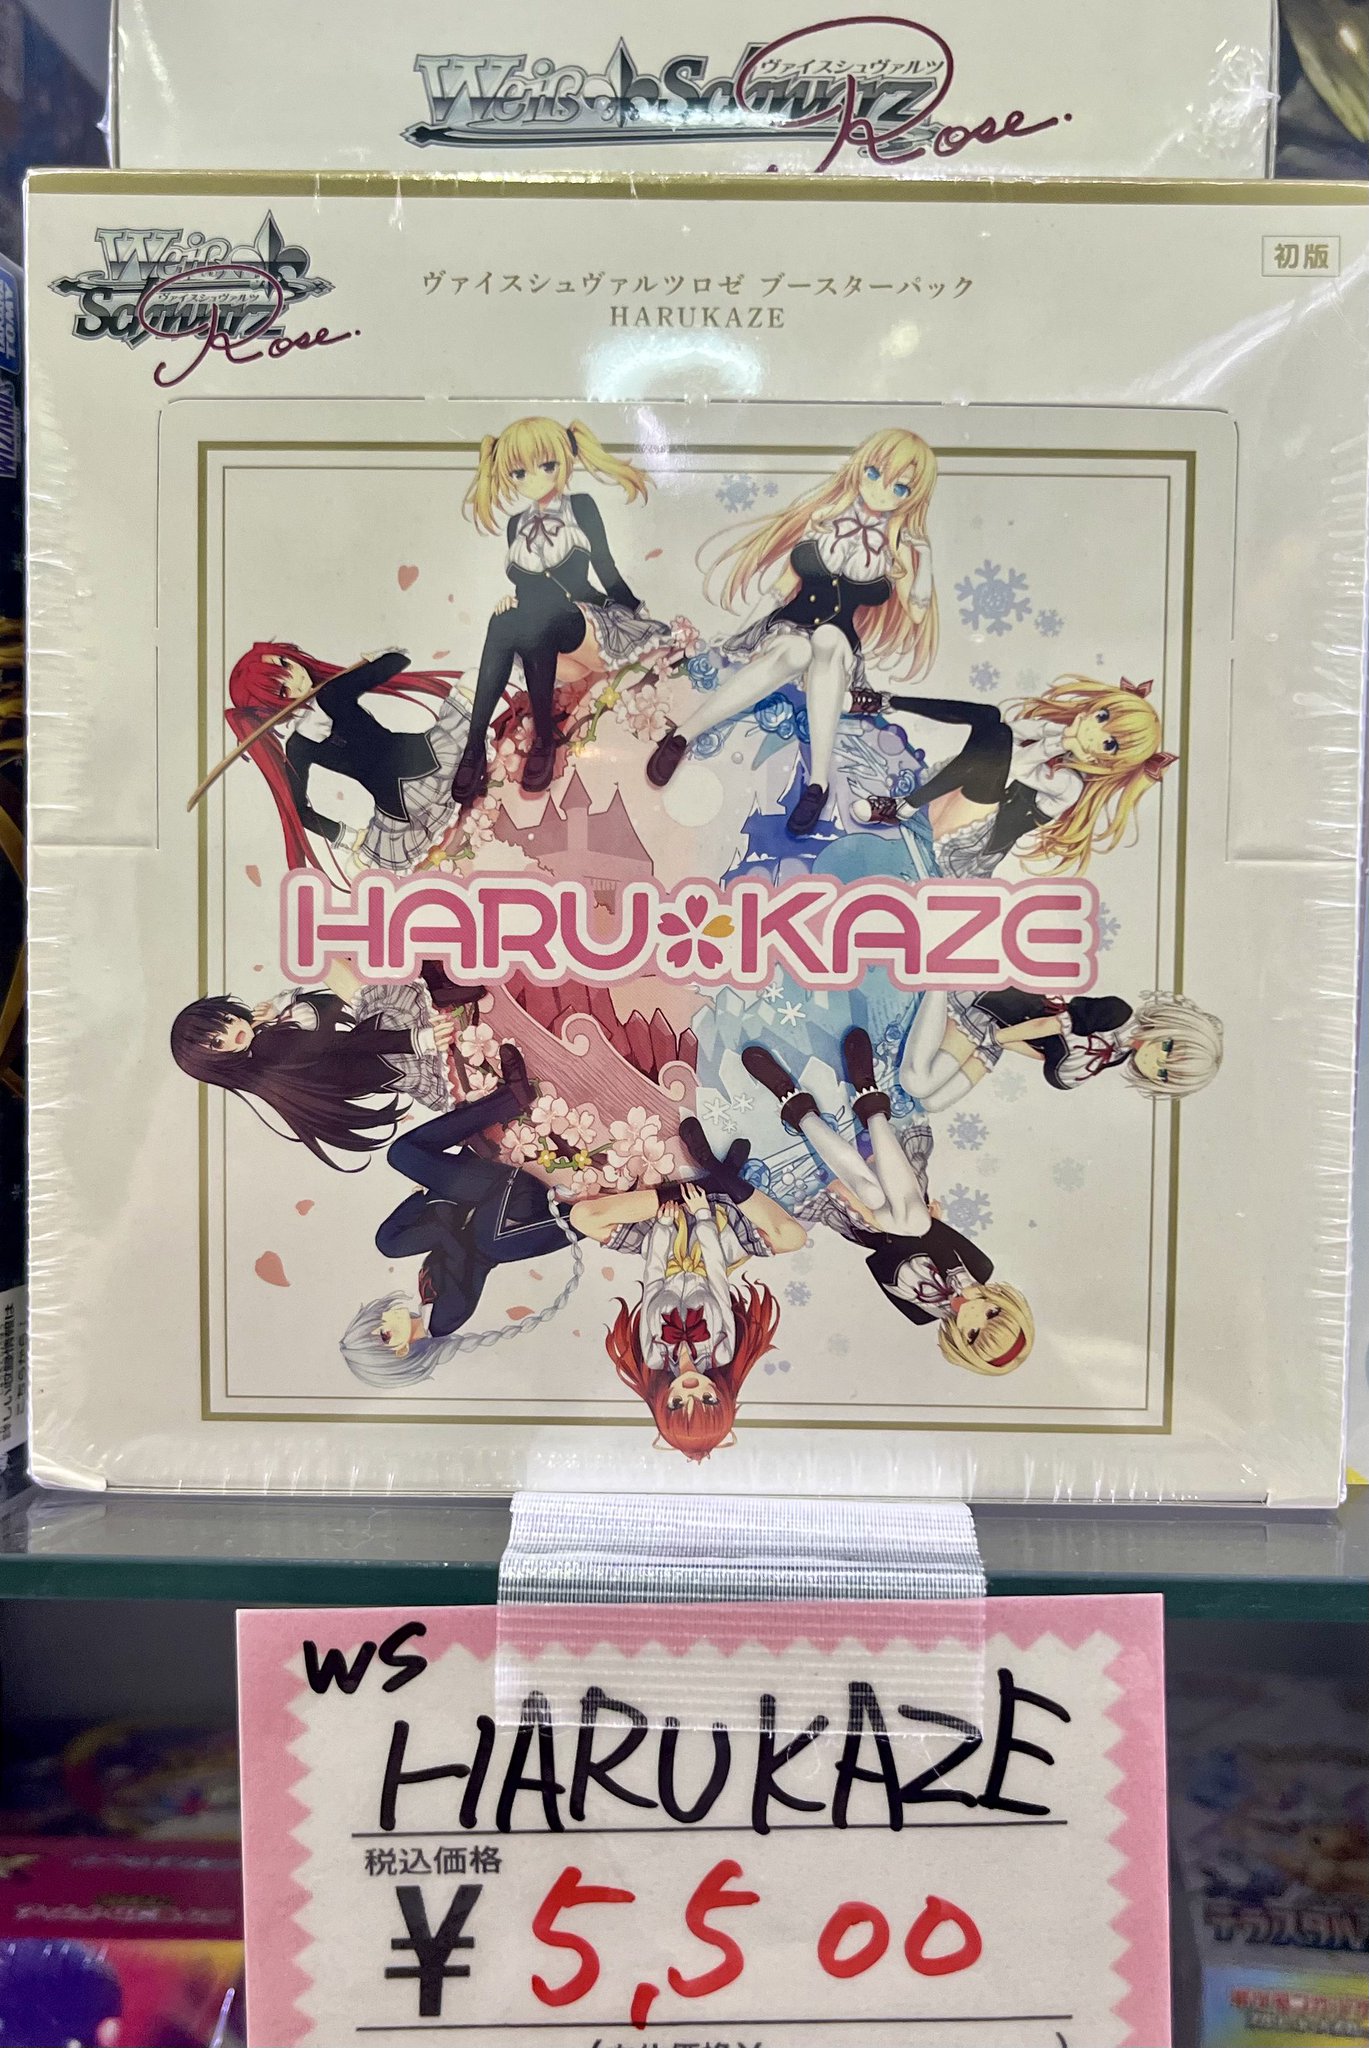 Weiß Schwarz
ヴァイスシュヴァルツ
Rose.
Weiß
Schwarz
ヴァイスシュヴァルツ
Rose.
ヴァイスシュヴァルツロゼ ブースターパック
HARUKAZE
初版
TOMY
WIZARDS
HARUKAZE
WS
HARUKAZE
税込価格
¥5,500